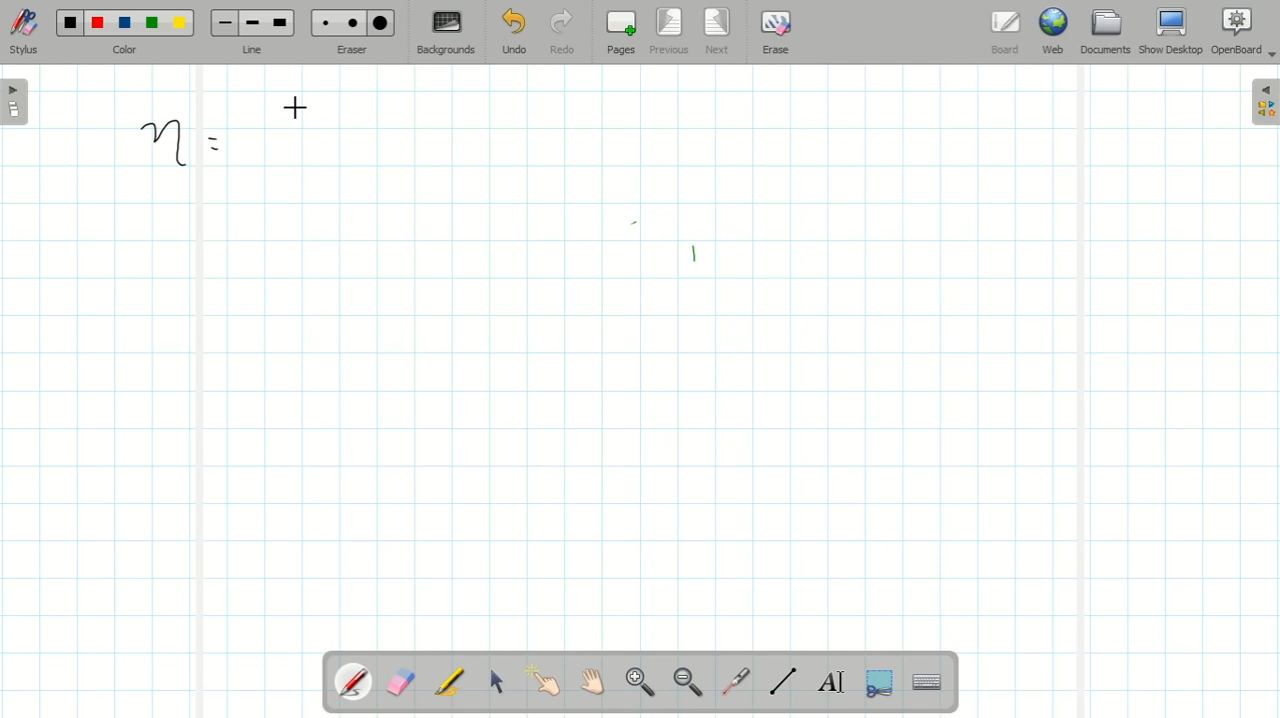 Stylus Color Line Eraser Backgrounds Undo Redo Pages Previous Next Erase Board Web Documents Show Desktop OpenBoard
η =